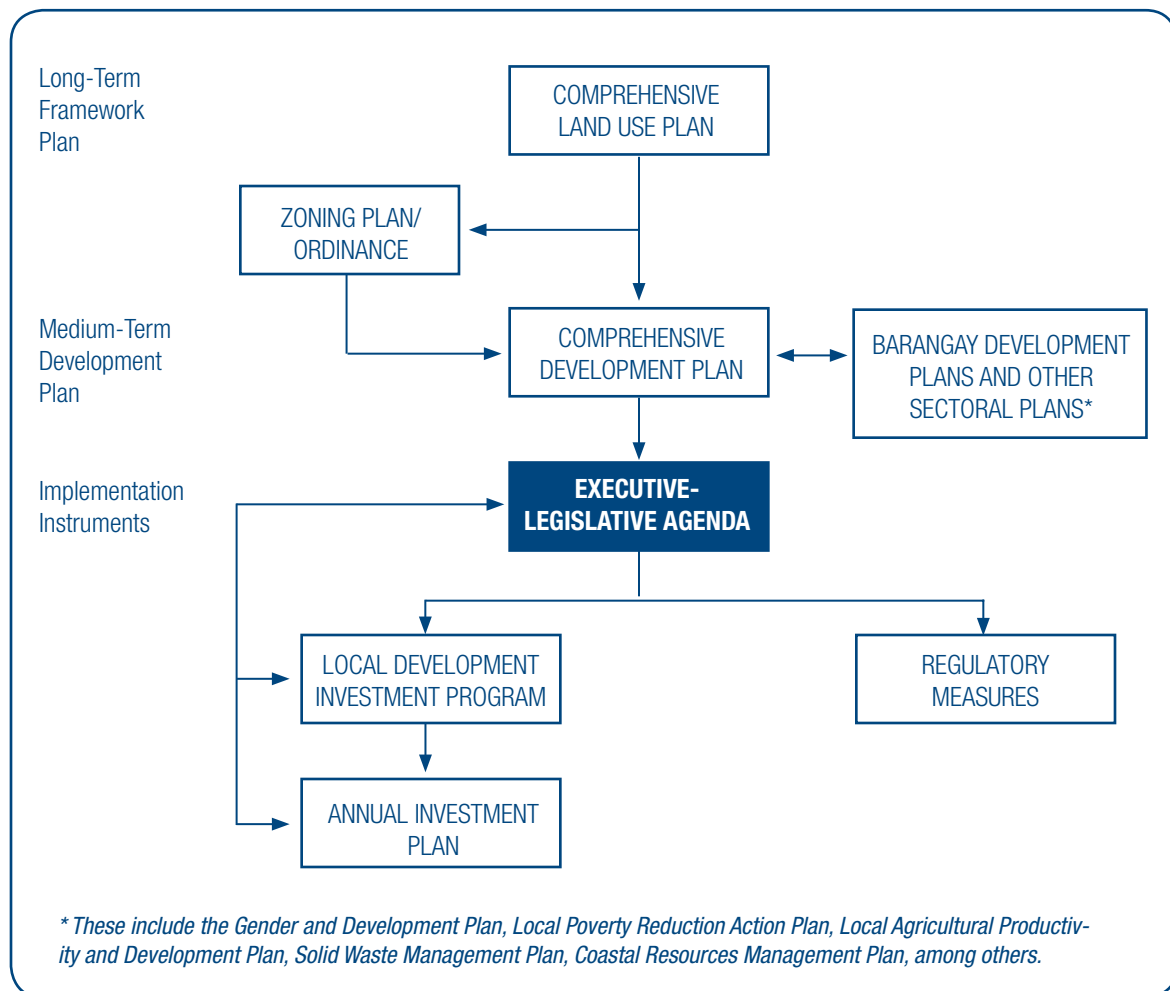 Long-Term
Framework
Plan
COMPREHENSIVE
LAND USE PLAN
ZONING PLAN/
ORDINANCE
Medium-Term
Development
Plan
COMPREHENSIVE
DEVELOPMENT PLAN
BARANGAY DEVELOPMENT
PLANS AND OTHER
SECTORAL PLANS*
Implementation
Instruments
EXECUTIVE-
LEGISLATIVE AGENDA
LOCAL DEVELOPMENT
INVESTMENT PROGRAM
REGULATORY
MEASURES
ANNUAL INVESTMENT
PLAN
* These include the Gender and Development Plan, Local Poverty Reduction Action Plan, Local Agricultural Productiv-
ity and Development Plan, Solid Waste Management Plan, Coastal Resources Management Plan, among others.